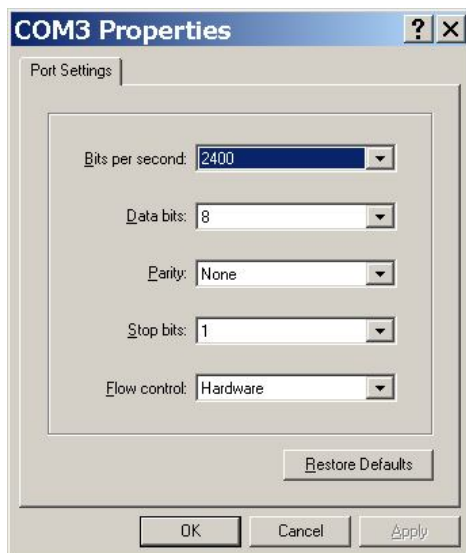 COM3 Properties
Port Settings
Bits per second: 2400
Data bits: 8
Parity: None
Stop bits: 1
Flow control: Hardware
Restore Defaults
OK Cancel Apply